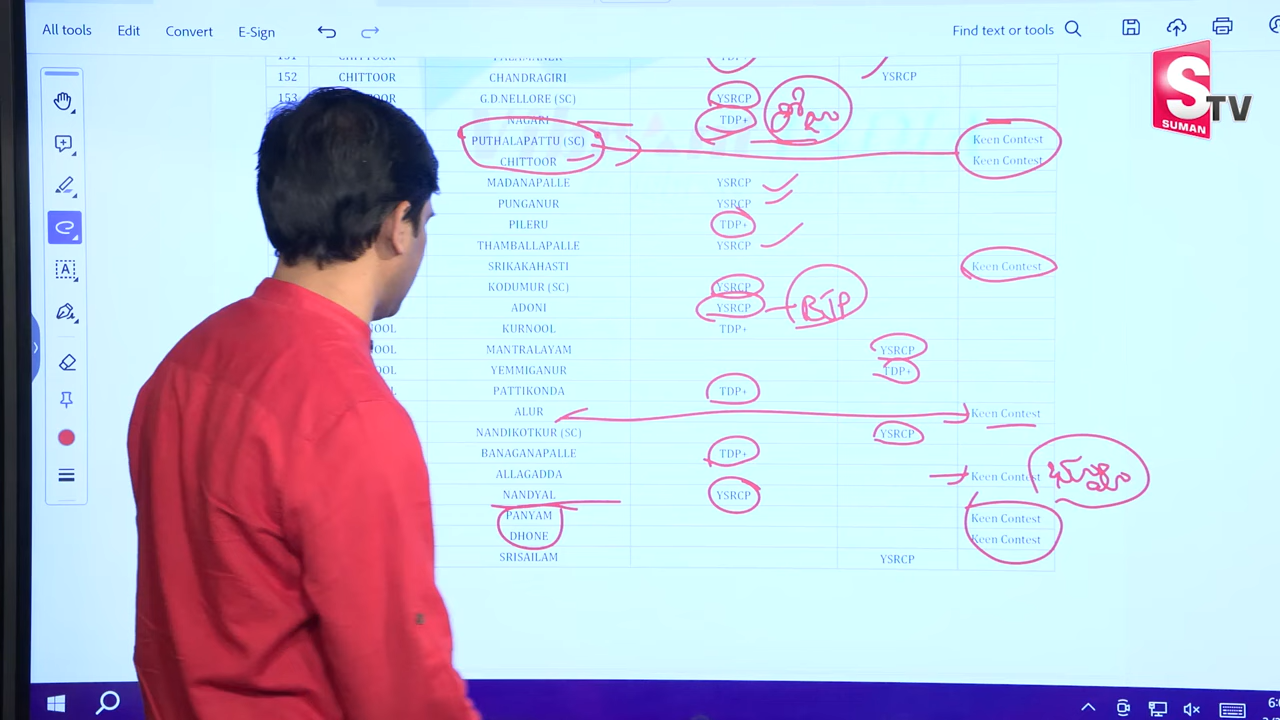 All tools Edit Convert E-Sign Find text or tools
152 CHITTOOR CHANDRAGIRI YSRCP
153 G.D.NELLORE (SC) YSRCP
NAGARI TDP+
PUTHALAPATTU (SC) Keen Contest
CHITTOOR Keen Contest
MADANAPALLE YSRCP
PUNGANUR YSRCP
PILERU TDP+
THAMBALLAPALLE YSRCP
SRIKAKAHASTI Keen Contest
KODUMUR (SC) YSRCP
ADONI YSRCP BJP
KURNOOL TDP+
MANTRALAYAM YSRCP
YEMMIGANUR TDP+
PATTIKONDA TDP+
ALUR Keen Contest
NANDIKOTKUR (SC) YSRCP
BANAGANAPALLE TDP+
ALLAGADDA Keen Contest
NANDYAL YSRCP
PANYAM Keen Contest
DHONE Keen Contest
SRISAILAM YSRCP
S TV
SUMAN